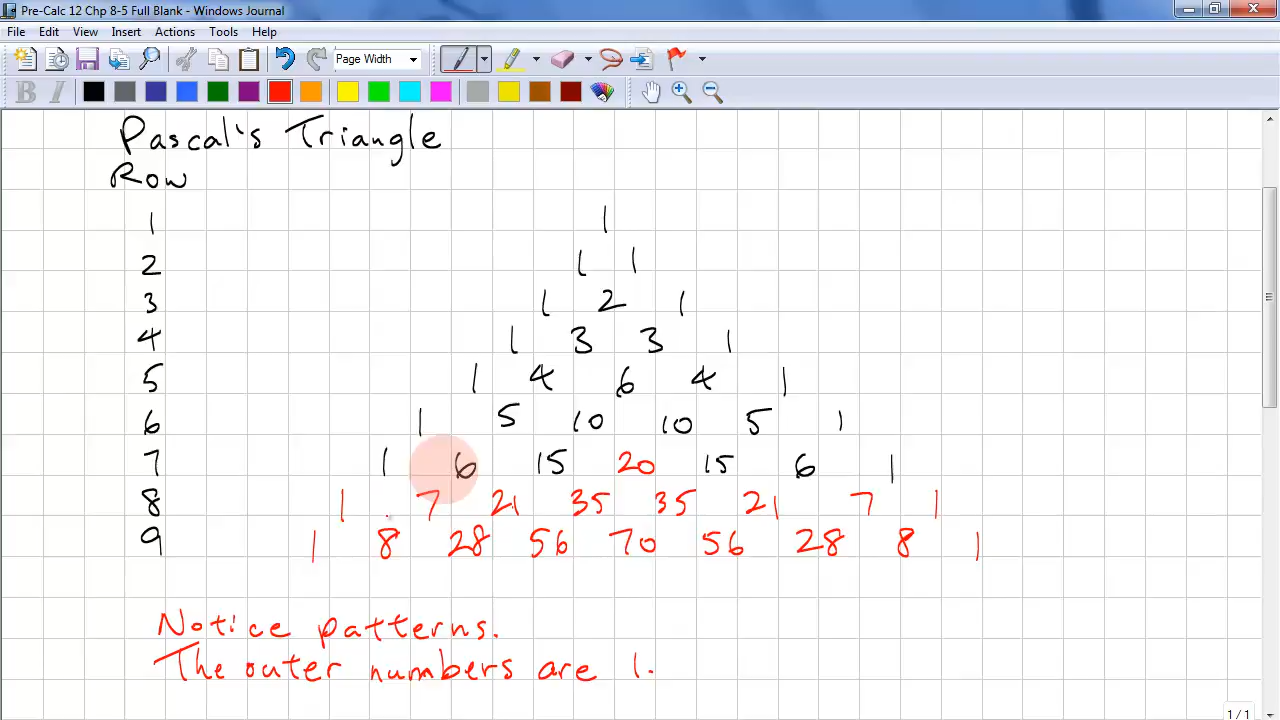 Pre-Calc 12 Chp 8-5 Full Blank - Windows Journal
File Edit View Insert Actions Tools Help
Page Width
B I
Pascal's Triangle
Row
1 1
2 1 1
3 1 2 1
4 1 3 3 1
5 1 4 6 4 1
6 1 5 10 10 5 1
7 1 6 15 20 15 6 1
8 1 7 21 35 35 21 7 1
9 1 8 28 56 70 56 28 8 1
Notice patterns.
The outer numbers are 1.
1/1